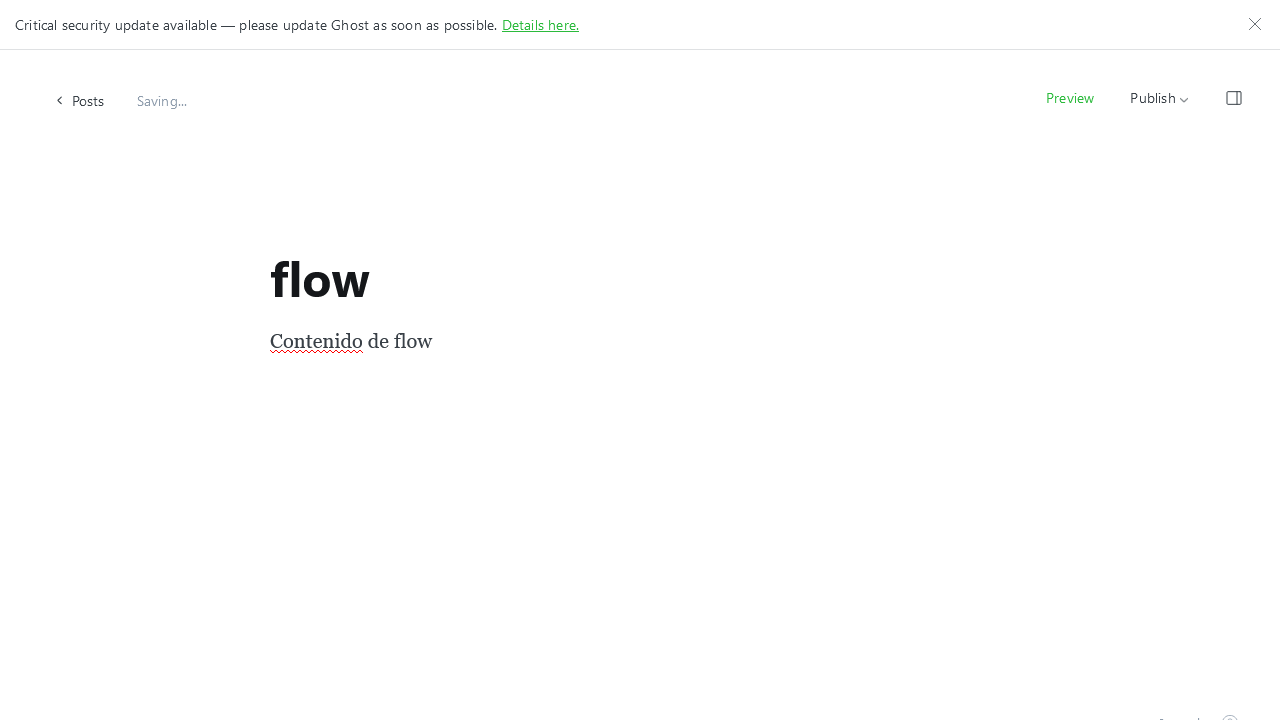 Critical security update available — please update Ghost as soon as possible. Details here.
Posts
Saving...
Preview
Publish
flow
Contenido de flow